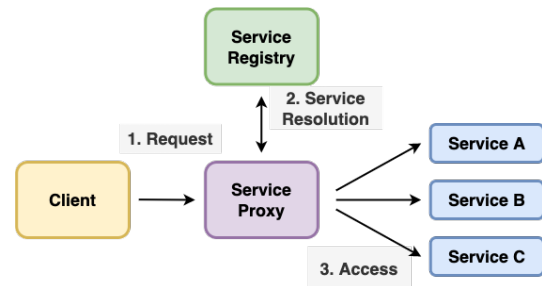 Service
Registry
2. Service
Resolution
1. Request
Client
Service
Proxy
Service A
Service B
Service C
3. Access